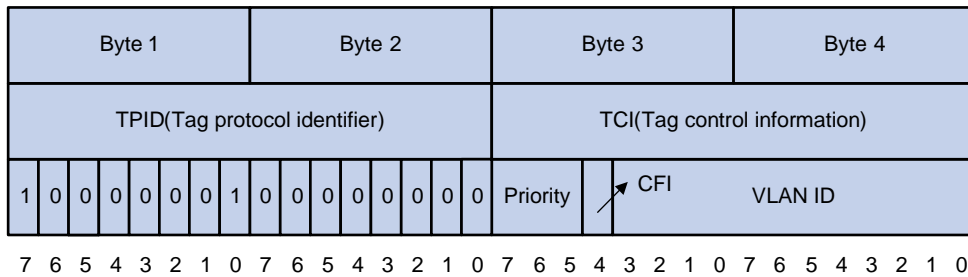 Byte 1 Byte 2 Byte 3 Byte 4
TPID(Tag protocol identifier) TCI(Tag control information)
1 0 0 0 0 0 0 1 0 0 0 0 0 0 0 0 Priority CFI VLAN ID
7 6 5 4 3 2 1 0 7 6 5 4 3 2 1 0 7 6 5 4 3 2 1 0 7 6 5 4 3 2 1 0